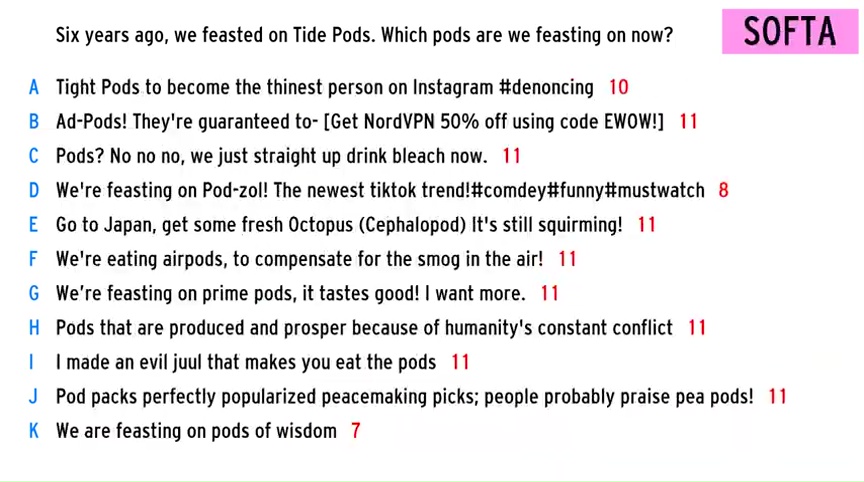 Six years ago, we feasted on Tide Pods. Which pods are we feasting on now?
SOFTA
A Tight Pods to become the thinest person on Instagram #denoncing 10
B Ad-Pods! They're guaranteed to- [Get NordVPN 50% off using code EWOW!] 11
C Pods? No no no, we just straight up drink bleach now. 11
D We're feasting on Pod-zol! The newest tiktok trend!#comdey#funny#mustwatch 8
E Go to Japan, get some fresh Octopus (Cephalopod) It's still squirming! 11
F We're eating airpods, to compensate for the smog in the air! 11
G We’re feasting on prime pods, it tastes good! I want more. 11
H Pods that are produced and prosper because of humanity's constant conflict 11
I I made an evil juul that makes you eat the pods 11
J Pod packs perfectly popularized peacemaking picks; people probably praise pea pods! 11
K We are feasting on pods of wisdom 7